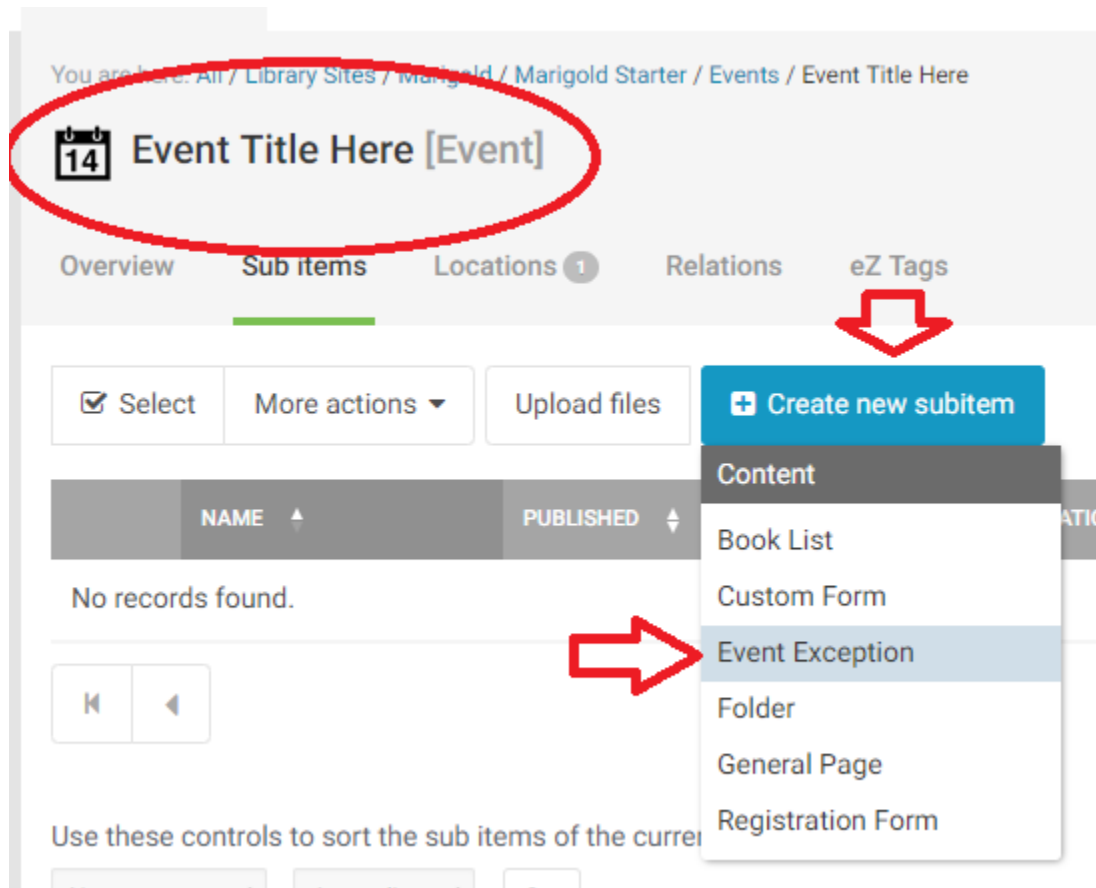 You are here: All / Library Sites / Marigold / Marigold Starter / Events / Event Title Here
14 Event Title Here [Event]
Overview Sub items Locations 1 Relations eZ Tags
Select More actions Upload files Create new subitem
Content
NAME PUBLISHED
Book List
No records found.
Custom Form
Event Exception
Folder
General Page
Registration Form
Use these controls to sort the sub items of the